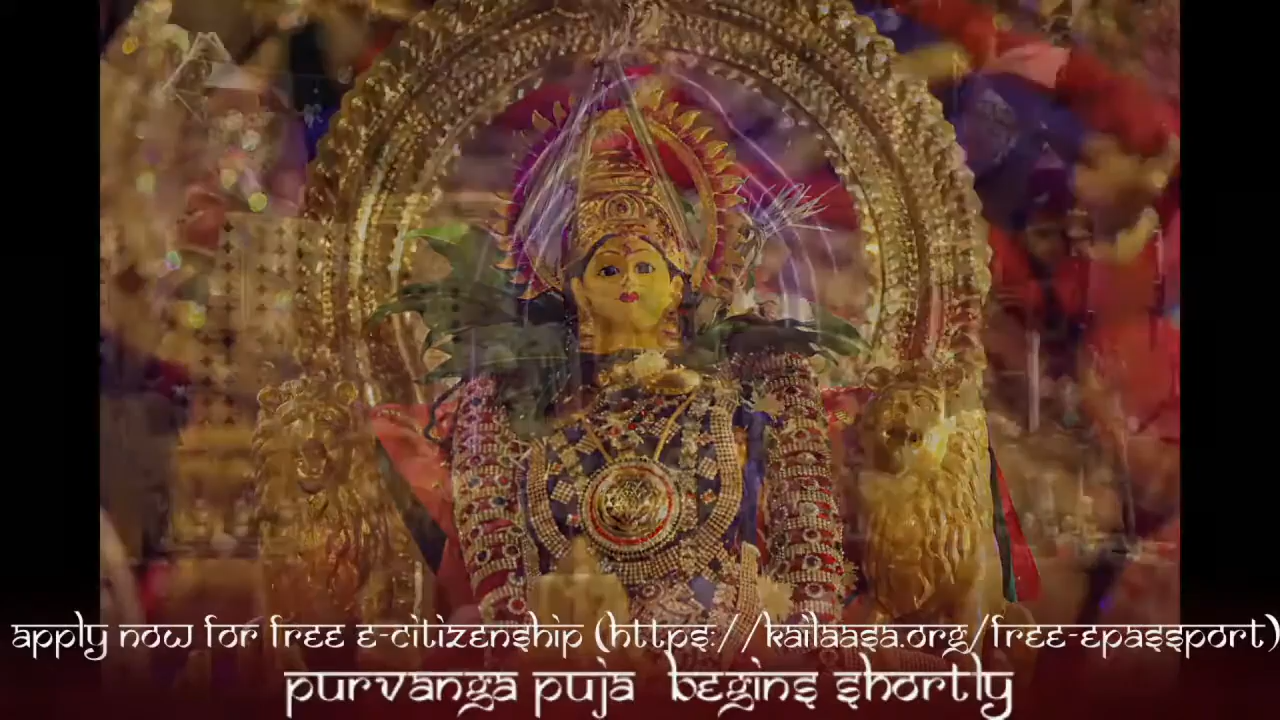 apply now for free e-citizenship (https://kailaasa.org/free-epassport)
purvanga puja begins shortly